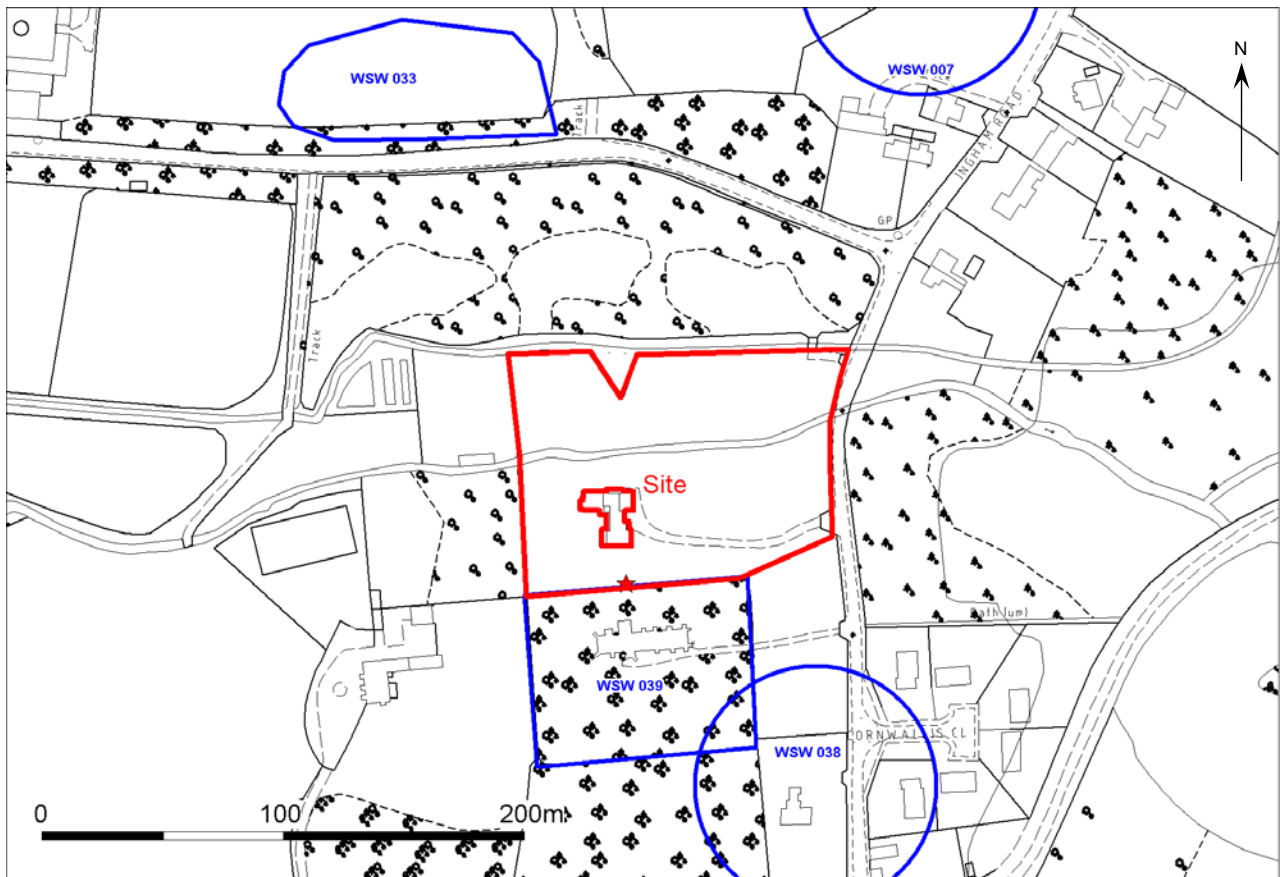 WSW 033
WSW 007
N
Track
INGHAM ROAD
GP
Track
Site
Path (um)
WSW 039
WSW 038
ORNWALLIS CL
0 100 200m